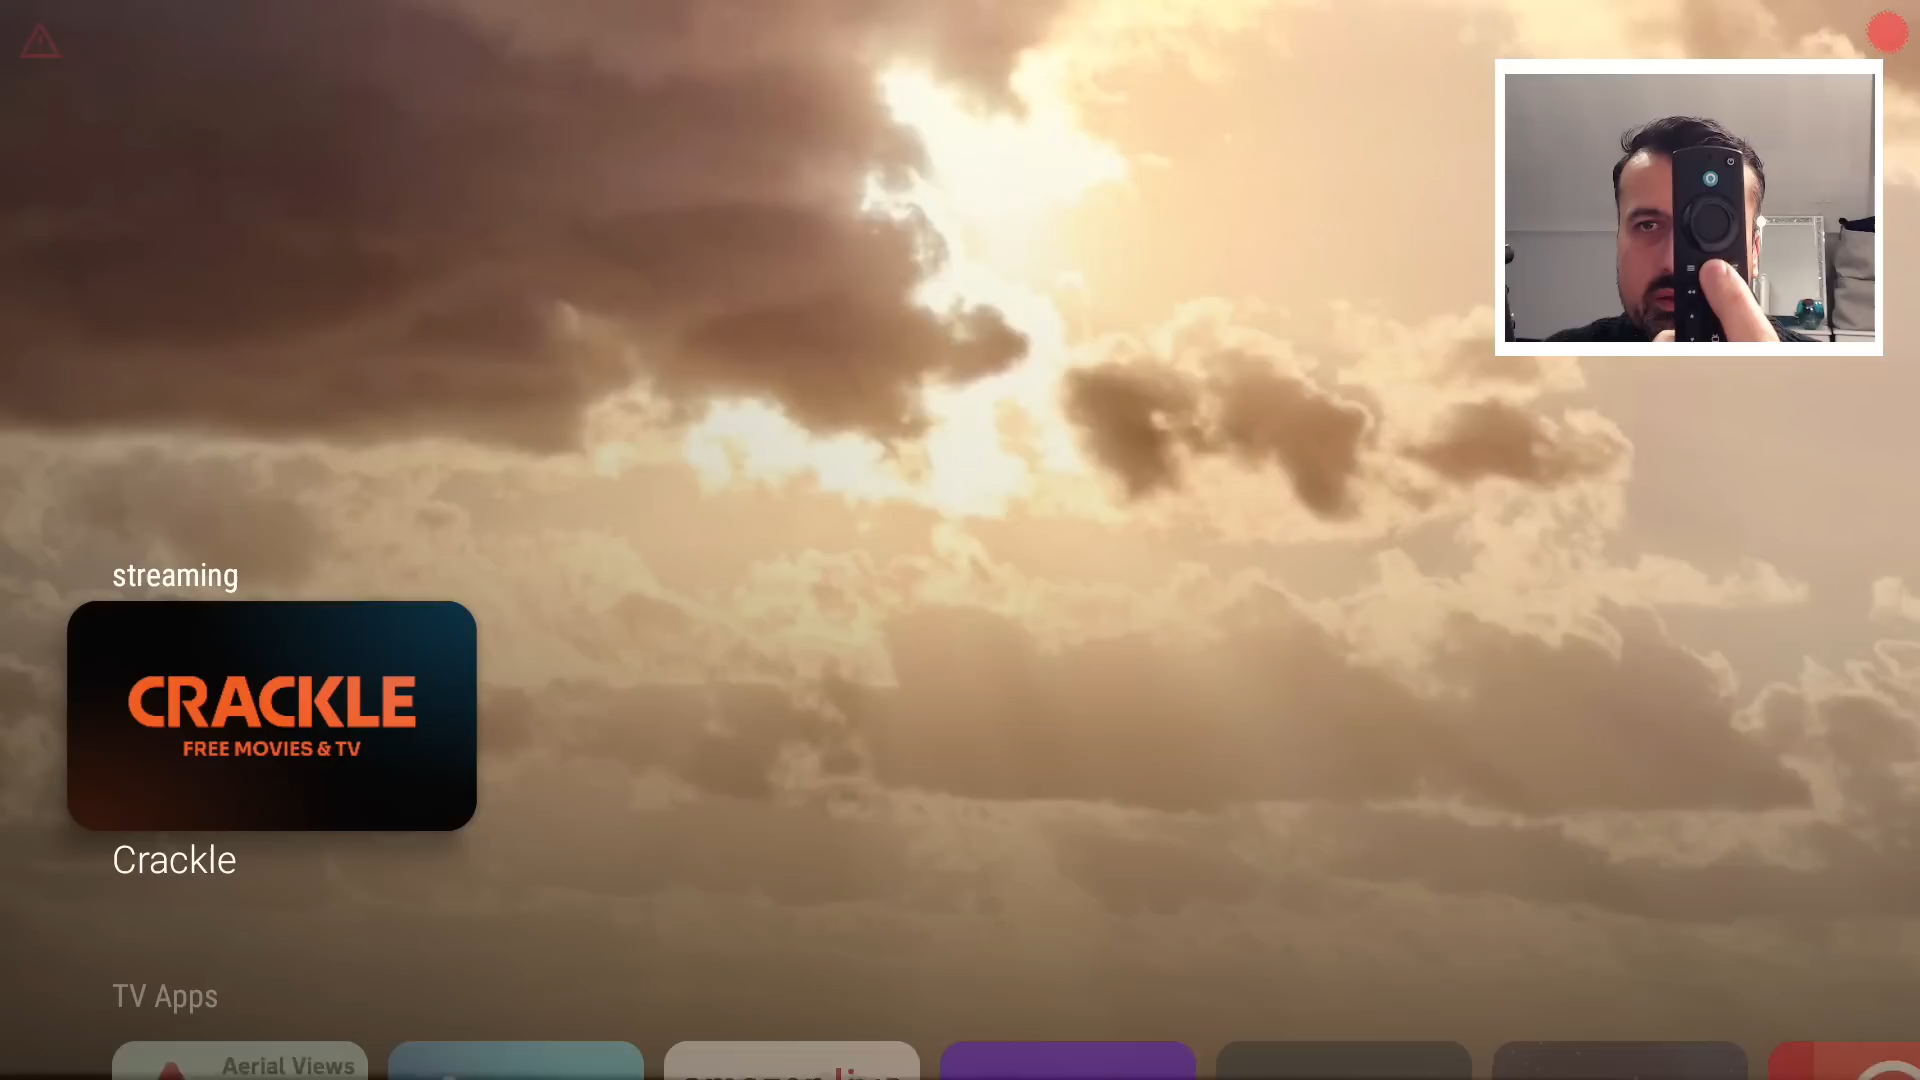 streaming
CRACKLE
FREE MOVIES & TV
Crackle
TV Apps
Aerial Views